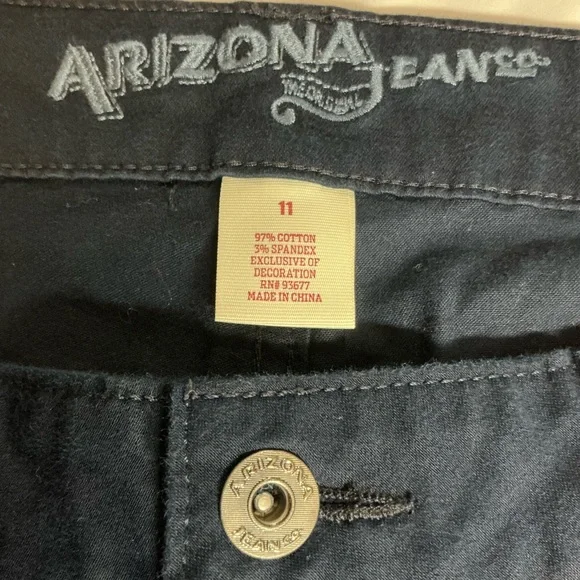 ARIZONA JEAN CO.
THE ORIGINAL
11
97% COTTON
3% SPANDEX
EXCLUSIVE OF
DECORATION
RN# 93677
MADE IN CHINA
ARIZONA
JEAN CO